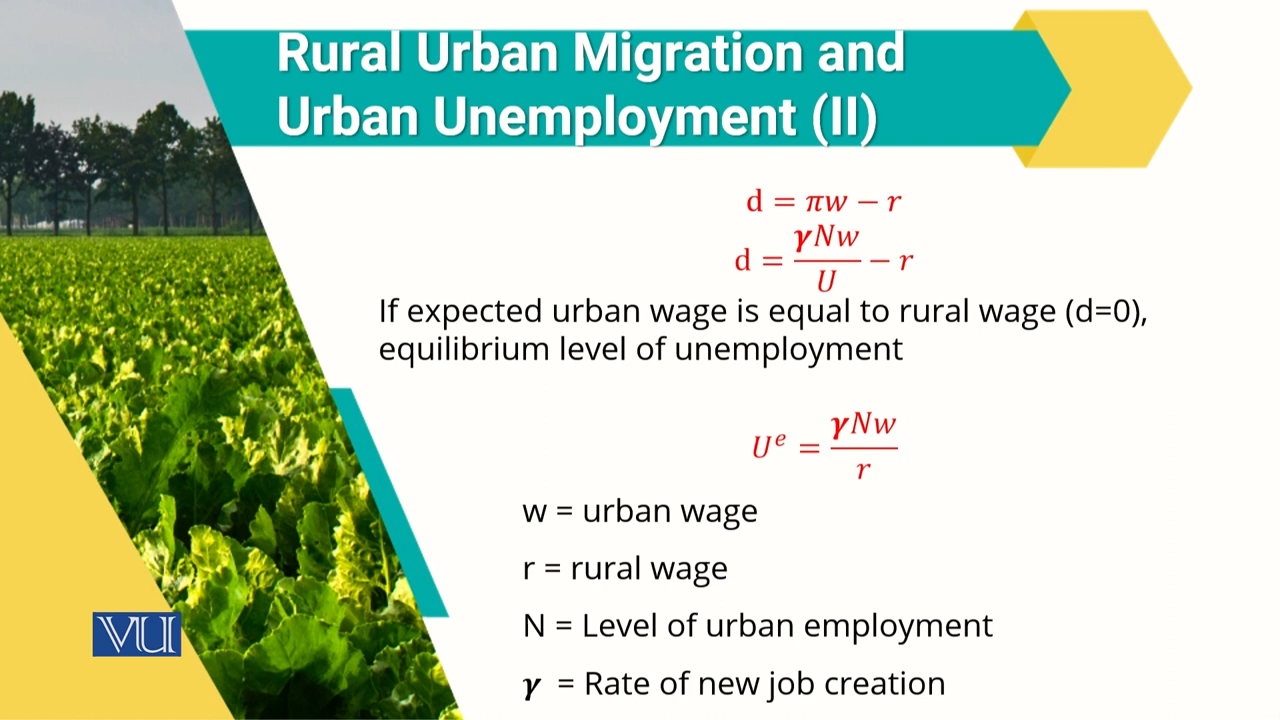 Rural Urban Migration and
Urban Unemployment (II)
d = πw − r
d = γNw/U − r
If expected urban wage is equal to rural wage (d=0),
equilibrium level of unemployment
Uᵉ = γNw/r
w = urban wage
r = rural wage
N = Level of urban employment
γ = Rate of new job creation
VU